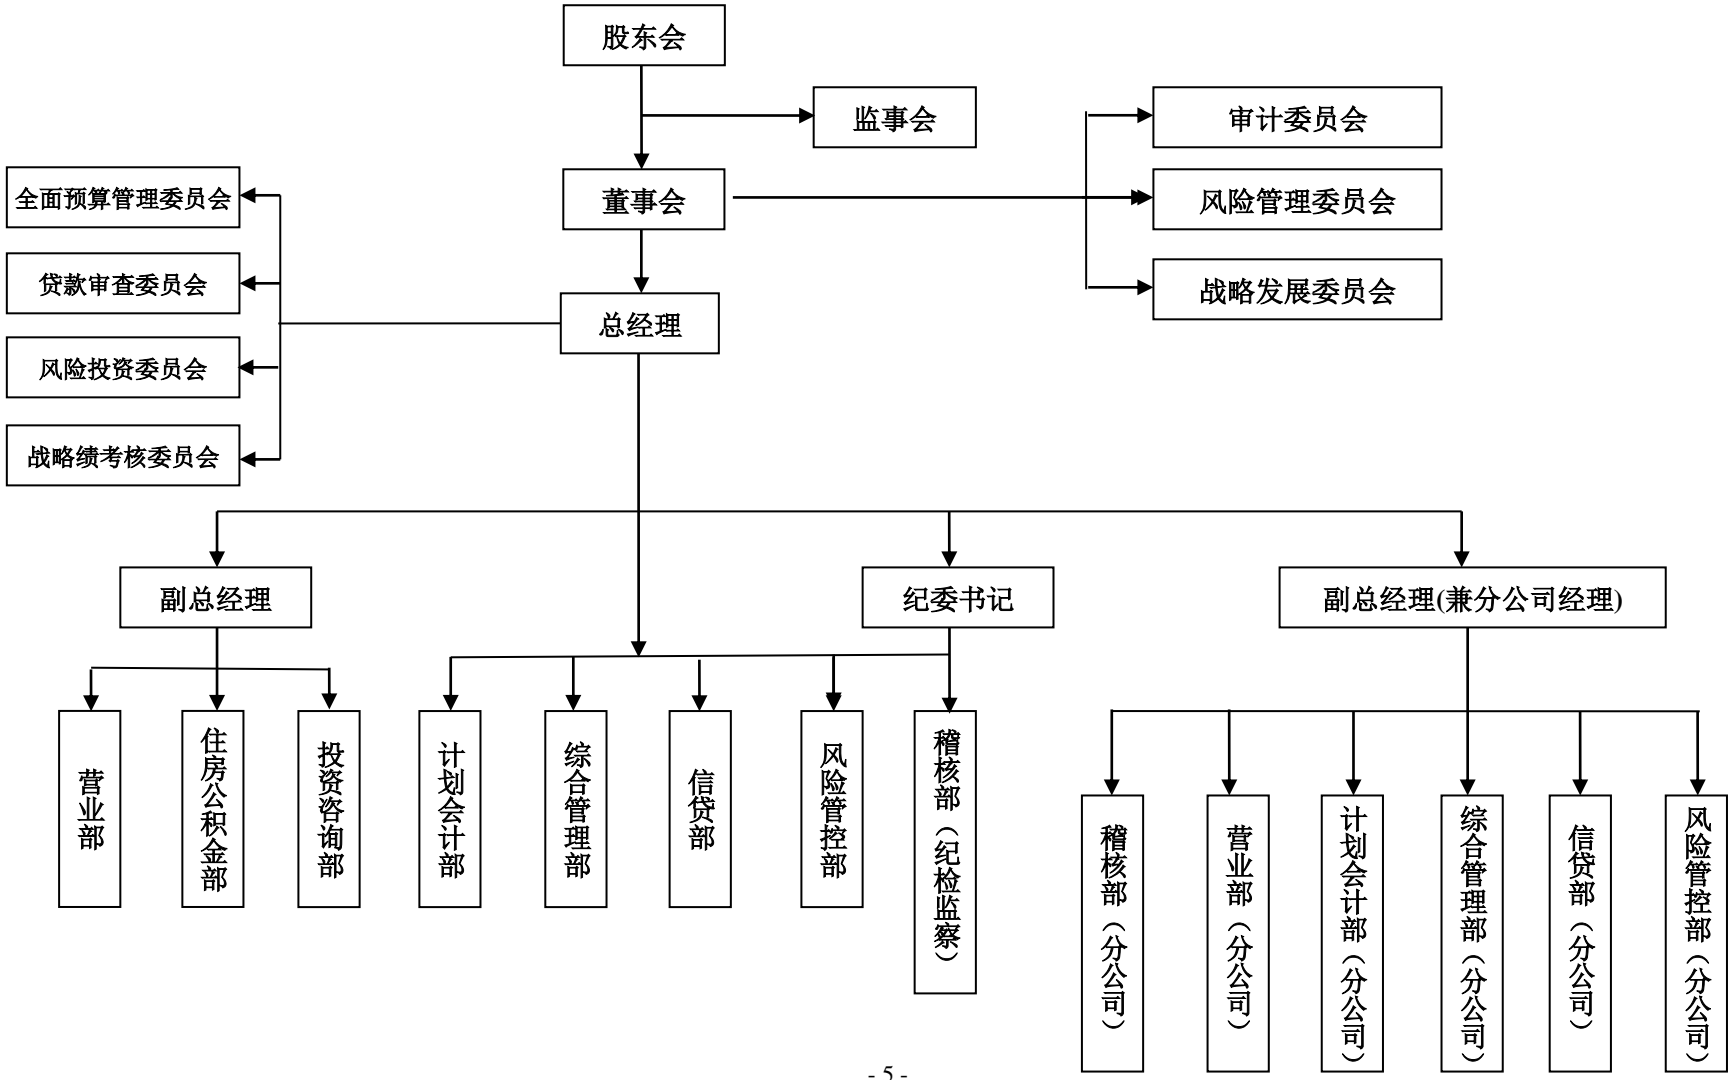 股东会
监事会
审计委员会
全面预算管理委员会
董事会
风险管理委员会
贷款审查委员会
战略发展委员会
总经理
风险投资委员会
战略绩考核委员会
副总经理
纪委书记
副总经理(兼分公司经理)
营业部
住房公积金部
投资咨询部
计划会计部
综合管理部
信贷部
风险管控部
稽核部（纪检监察）
稽核部（分公司）
营业部（分公司）
计划会计部（分公司）
综合管理部（分公司）
信贷部（分公司）
风险管控部（分公司）
- 5 -